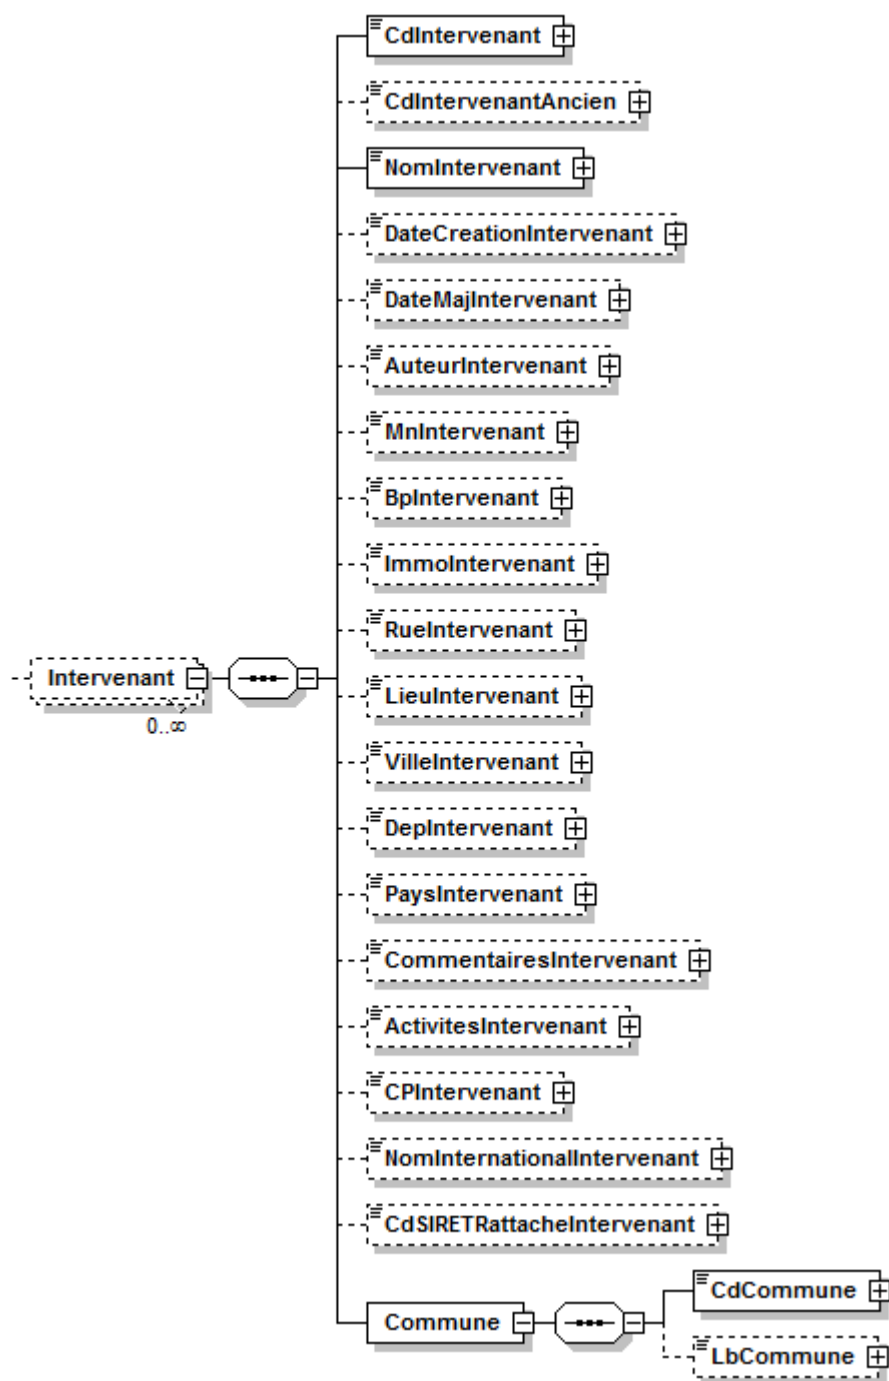 CdIntervenant
CdIntervenantAncien
NomIntervenant
DateCreationIntervenant
DateMajIntervenant
AuteurIntervenant
MnIntervenant
BpIntervenant
ImmoIntervenant
RueIntervenant
Intervenant
0..∞
LieuIntervenant
VilleIntervenant
DepIntervenant
PaysIntervenant
CommentairesIntervenant
ActivitesIntervenant
CPIntervenant
NomInternationalIntervenant
CdSIRETRattacheIntervenant
Commune
CdCommune
LbCommune